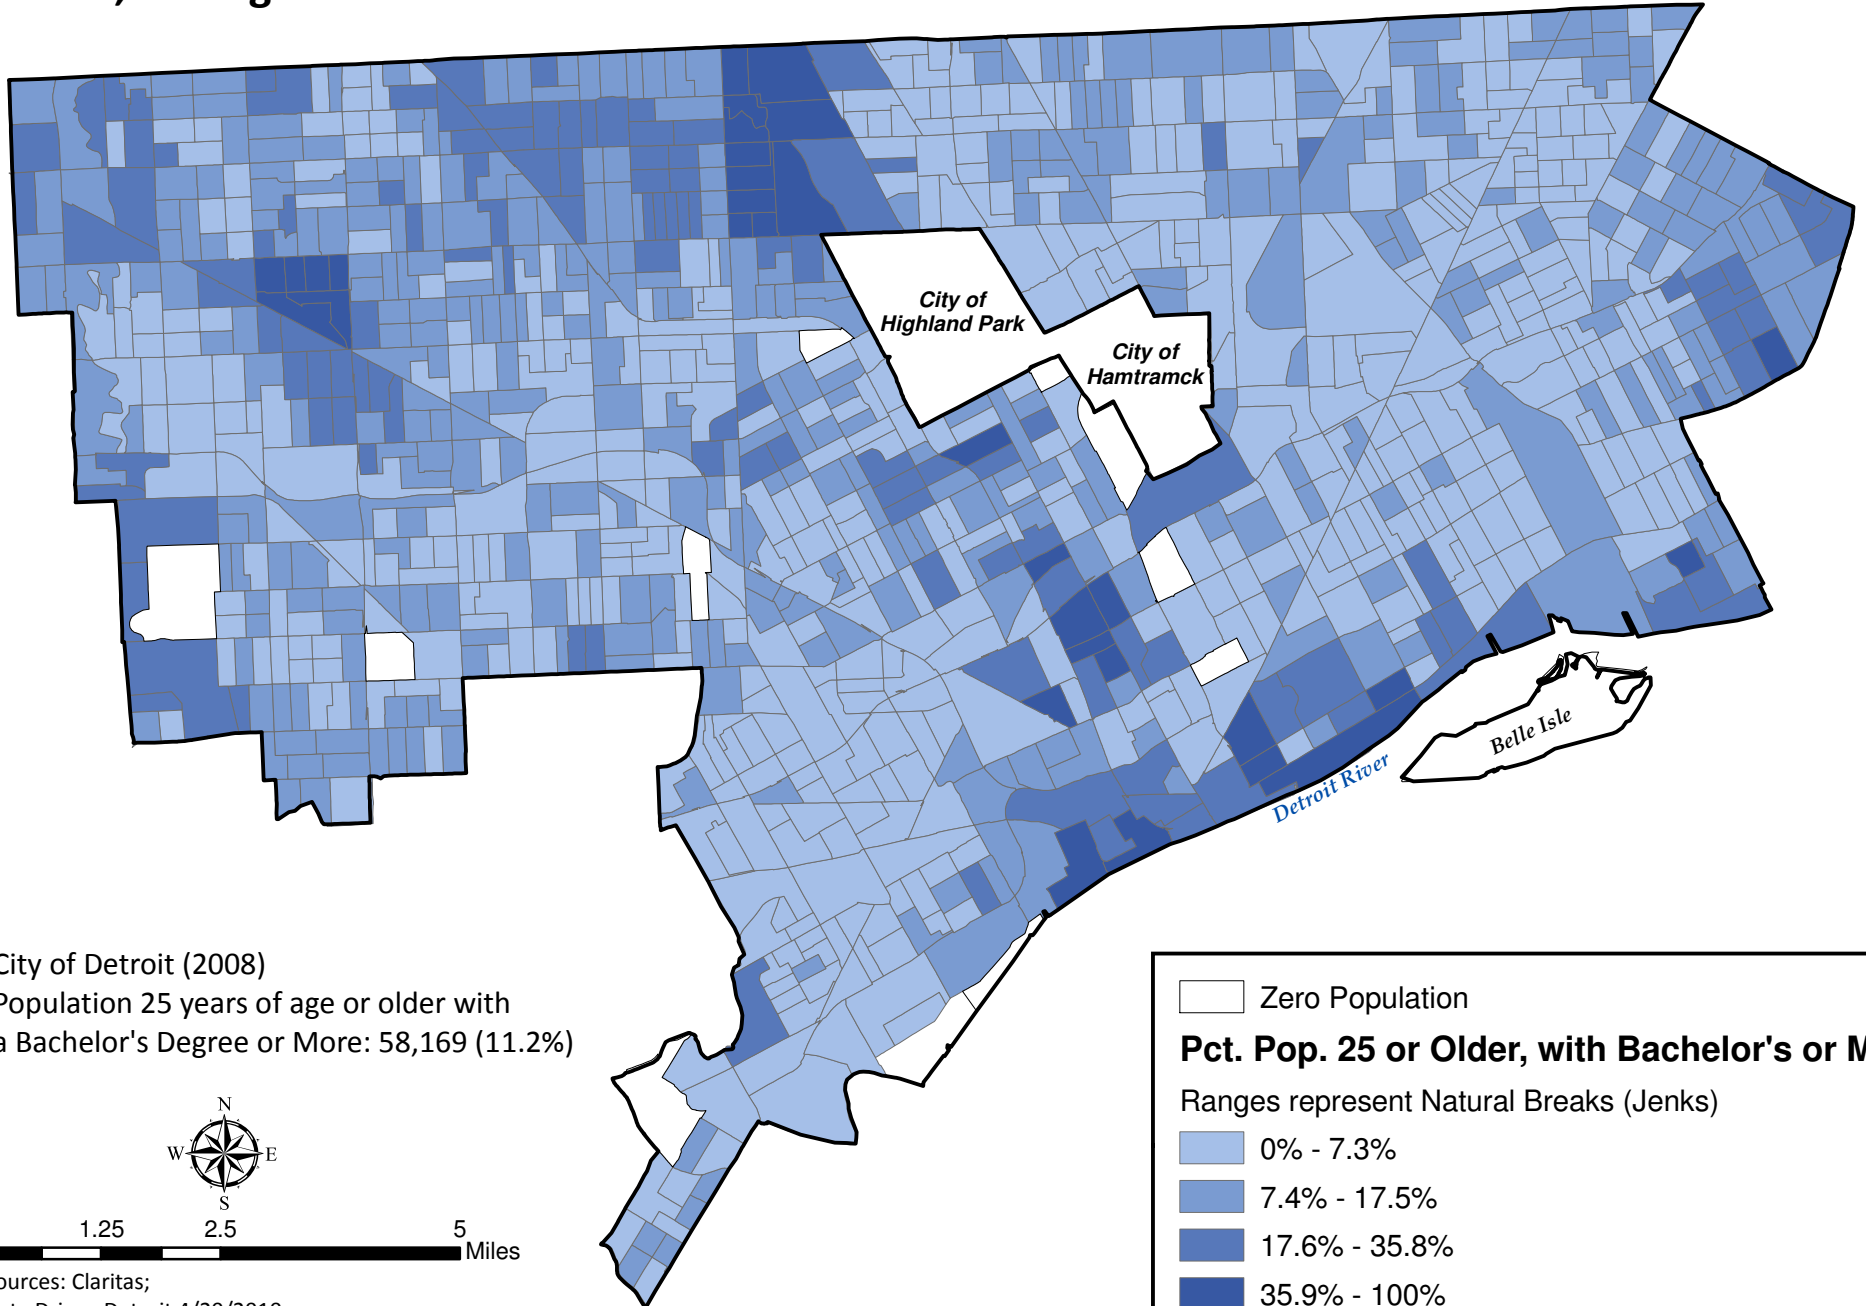 City of
Highland Park
City of
Hamtramck
Belle Isle
Detroit River
City of Detroit (2008)
Population 25 years of age or older with
a Bachelor's Degree or More: 58,169 (11.2%)
N
W E
S
1.25 2.5 5
Miles
ources: Claritas;
Zero Population
Pct. Pop. 25 or Older, with Bachelor's or M
Ranges represent Natural Breaks (Jenks)
0% - 7.3%
7.4% - 17.5%
17.6% - 35.8%
35.9% - 100%